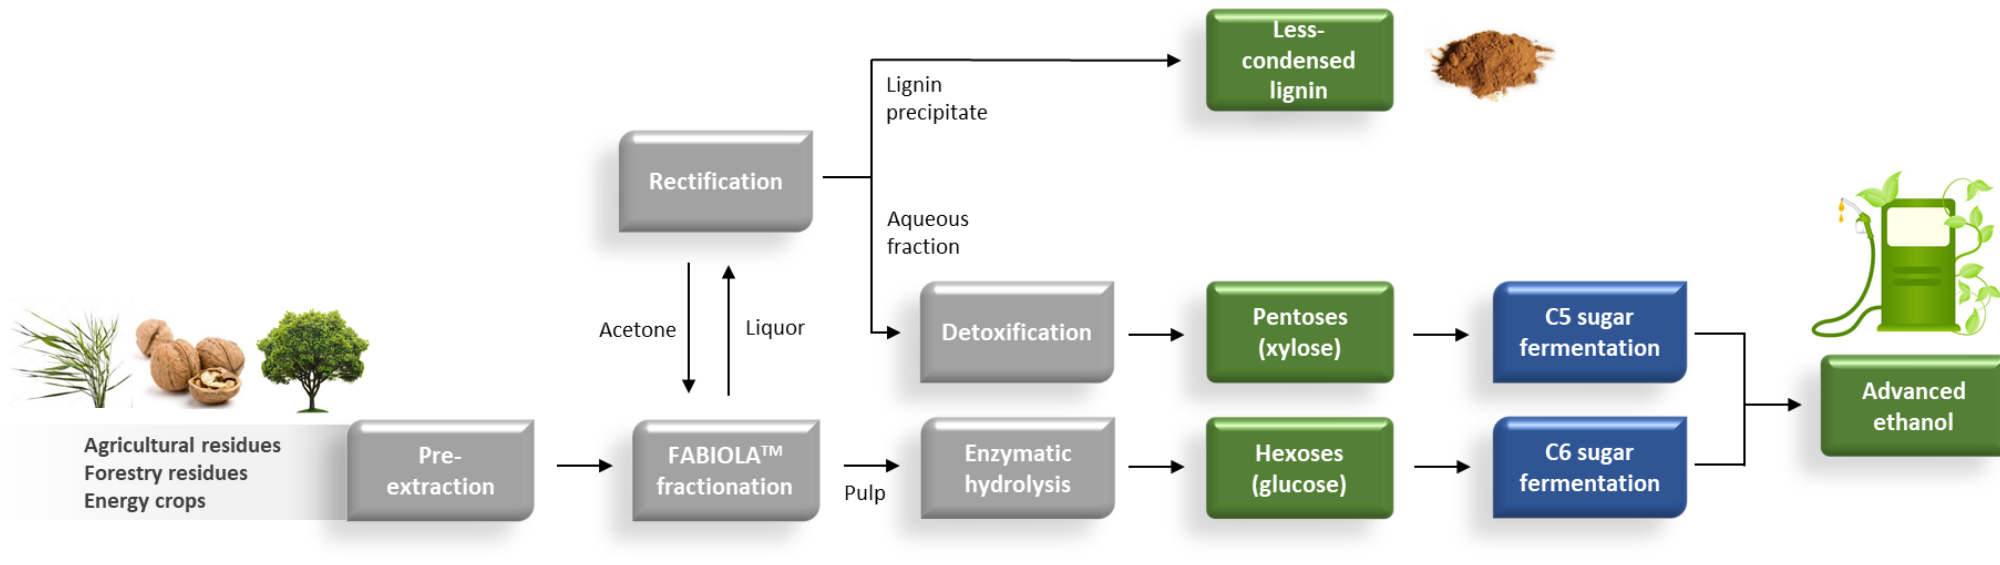 Less-
condensed
lignin
Lignin
precipitate
Rectification
Aqueous
fraction
Acetone
Liquor
Detoxification
Pentoses
(xylose)
C5 sugar
fermentation
Advanced
ethanol
Agricultural residues
Forestry residues
Energy crops
Pre-
extraction
FABIOLA™
fractionation
Pulp
Enzymatic
hydrolysis
Hexoses
(glucose)
C6 sugar
fermentation